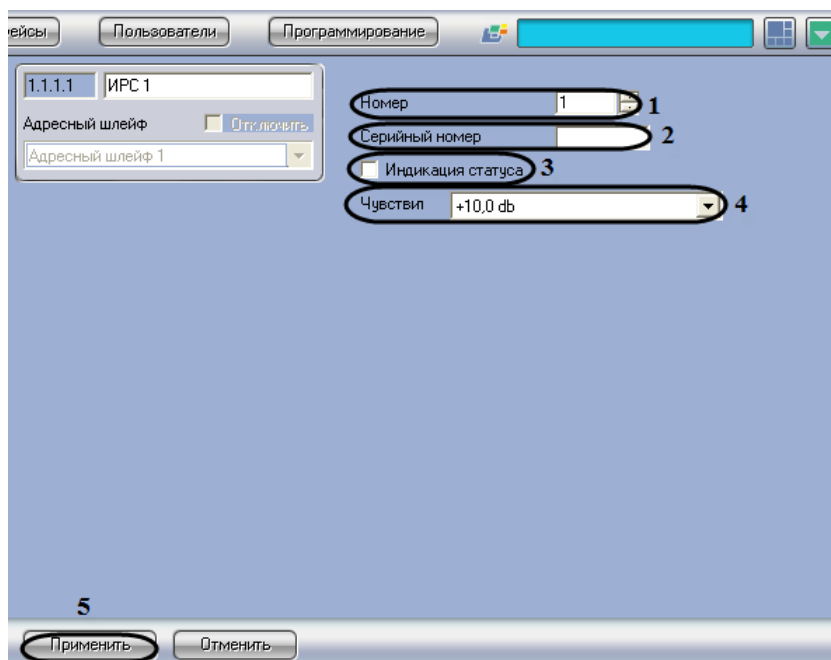 ейсы Пользователи Программирование
1.1.1.1 ИРС 1
Адресный шлейф Отключить
Адресный шлейф 1
Номер 1 1
Серийный номер 2
Индикация статуса 3
Чувствил +10,0 db 4
5
Применить Отменить